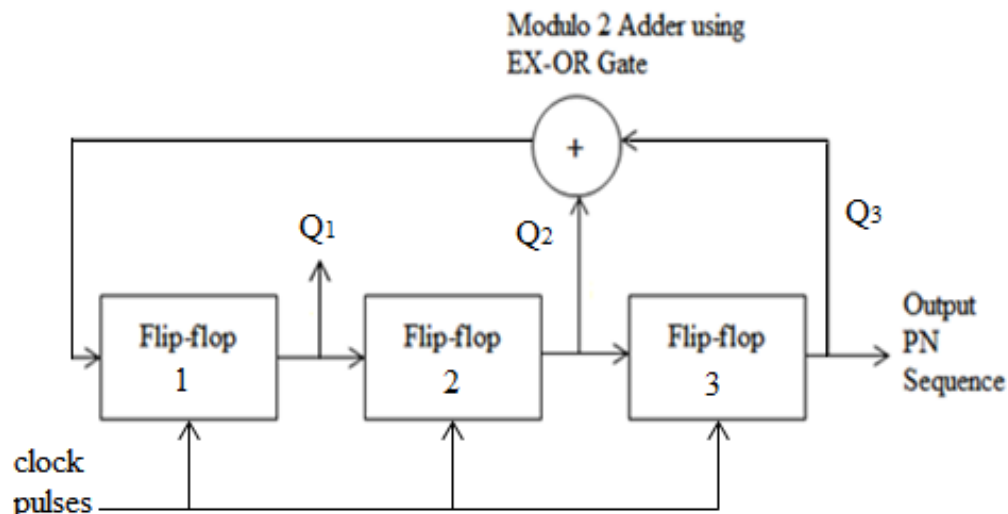 Modulo 2 Adder using
EX-OR Gate
+
Q1
Q2
Q3
Flip-flop
1
Flip-flop
2
Flip-flop
3
Output
PN
Sequence
clock
pulses